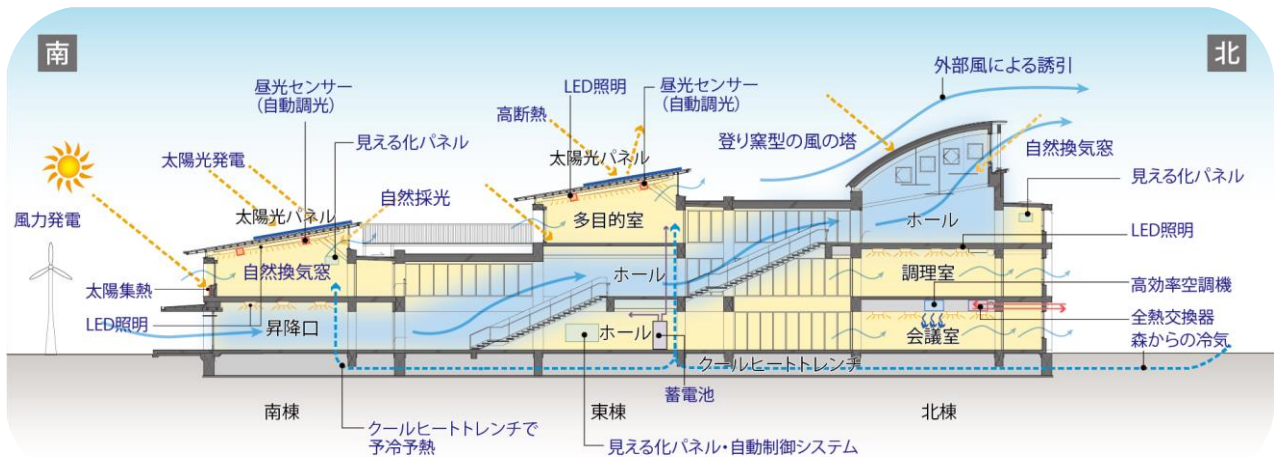 南
北
昼光センサー
(自動調光)
LED照明
昼光センサー
(自動調光)
外部風による誘引
高断熱
見える化パネル
太陽光パネル
登り窯型の風の塔
自然換気窓
太陽光発電
見える化パネル
自然採光
風力発電
太陽光パネル
多目的室
ホール
LED照明
自然換気窓
ホール
調理室
太陽集熱
高効率空調機
LED照明
昇降口
ホール
会議室
全熱交換器
森からの冷気
クールヒートトレンチ
蓄電池
南棟
東棟
北棟
クールヒートトレンチで
予冷予熱
見える化パネル・自動制御システム